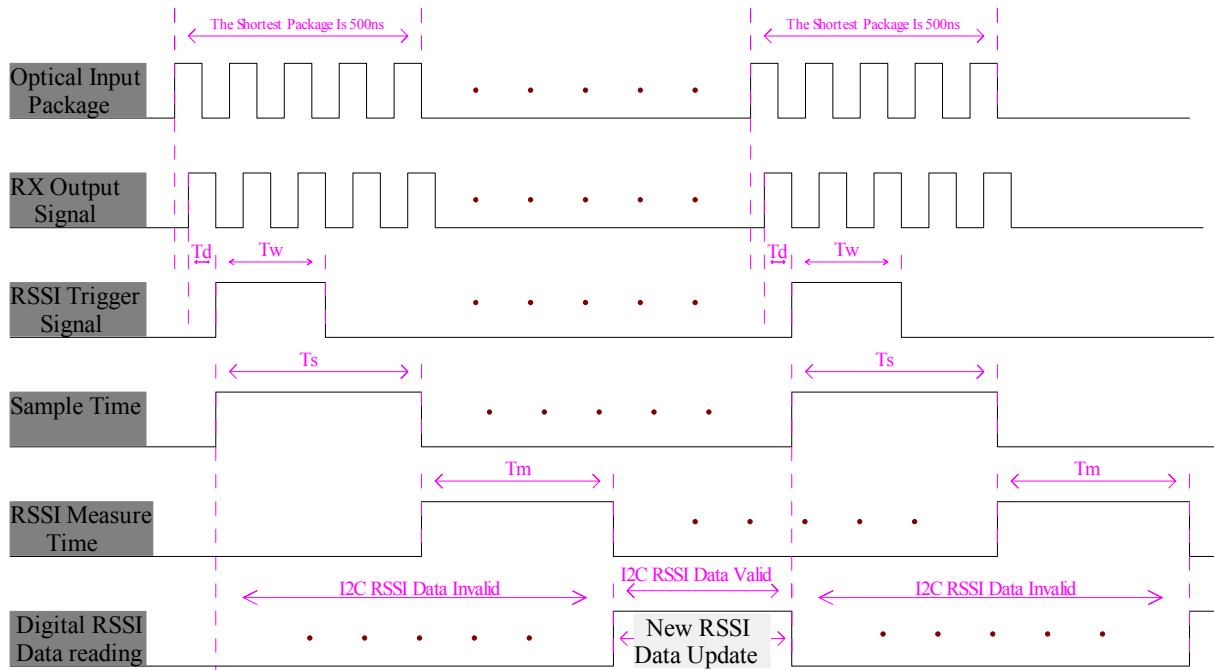 The Shortest Package Is 500ns
The Shortest Package Is 500ns
Optical Input
Package
RX Output
Signal
Td
Tw
Td
Tw
RSSI Trigger
Signal
Ts
Ts
Sample Time
Tm
Tm
RSSI Measure
Time
I2C RSSI Data Invalid
I2C RSSI Data Valid
I2C RSSI Data Invalid
Digital RSSI
Data reading
New RSSI
Data Update